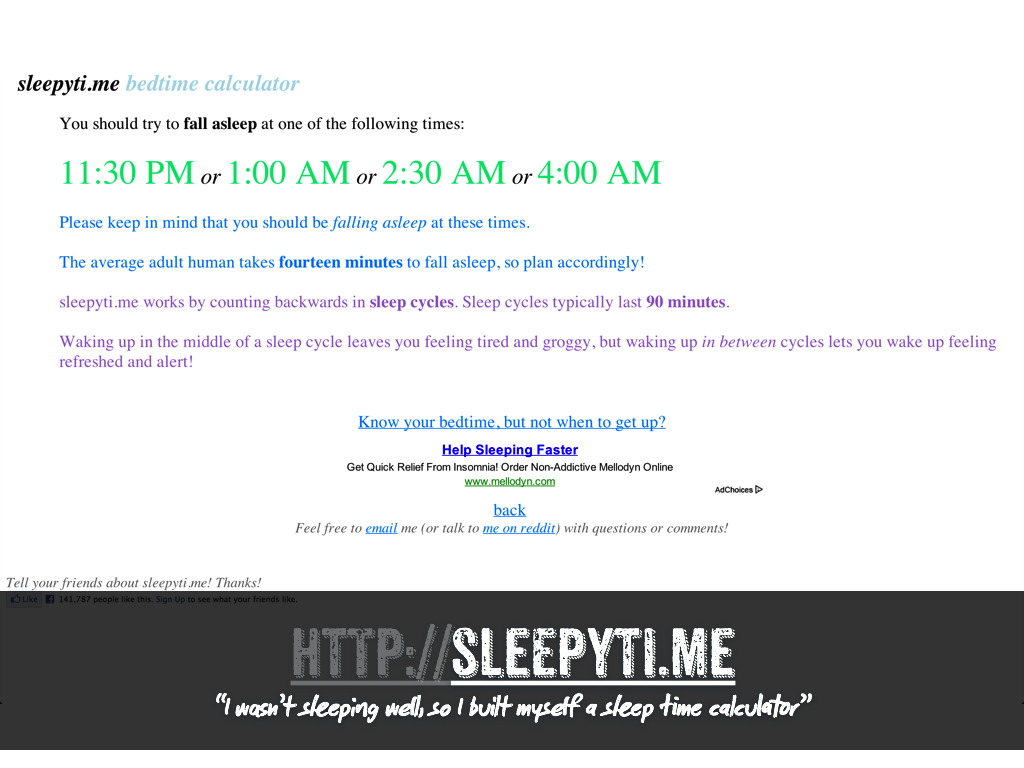 sleepyti.me bedtime calculator
You should try to fall asleep at one of the following times:
11:30 PM or 1:00 AM or 2:30 AM or 4:00 AM
Please keep in mind that you should be falling asleep at these times.
The average adult human takes fourteen minutes to fall asleep, so plan accordingly!
sleepyti.me works by counting backwards in sleep cycles. Sleep cycles typically last 90 minutes.
Waking up in the middle of a sleep cycle leaves you feeling tired and groggy, but waking up in between cycles lets you wake up feeling
refreshed and alert!
Know your bedtime, but not when to get up?
Help Sleeping Faster
Get Quick Relief From Insomnia! Order Non-Addictive Mellodyn Online
www.mellodyn.com
AdChoices
back
Feel free to email me (or talk to me on reddit) with questions or comments!
Tell your friends about sleepyti.me! Thanks!
Like 141,787 people like this. Sign Up to see what your friends like.
HTTP://SLEEPYTI.ME
"I wasn't sleeping well, so I built myself a sleep time calculator"